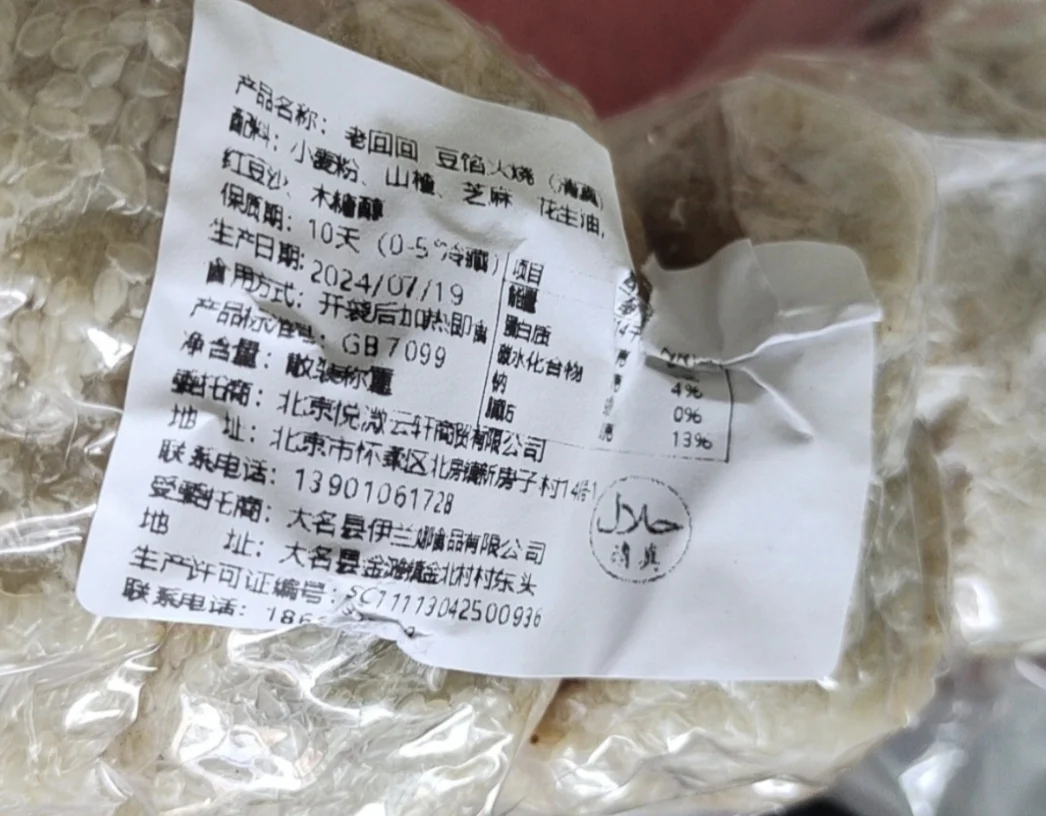 产品名称： 老回回 豆馅火烧（清真）
配料：小麦粉、山楂、芝麻 花生油，
红豆沙、木糖醇
保质期：10天（0-5°冷藏）
生产日期：2024/07/19
食用方式：开袋后加热即食
产品标准号：GB7099
净含量：散装称重
委托商：北京悦溦云轩商贸有限公司
地 址：北京市怀柔区北房镇新房子村14
联系电话：13901061728
受委托商：大名县伊兰娜食品有限公司
地 址：大名县金滩镇金北村村东头
生产许可证编号：SC11113042500936
联系电话：186
项目
能量
蛋白质
碳水化合物 4%
钠 0%
脂肪 13%
حلال
清真